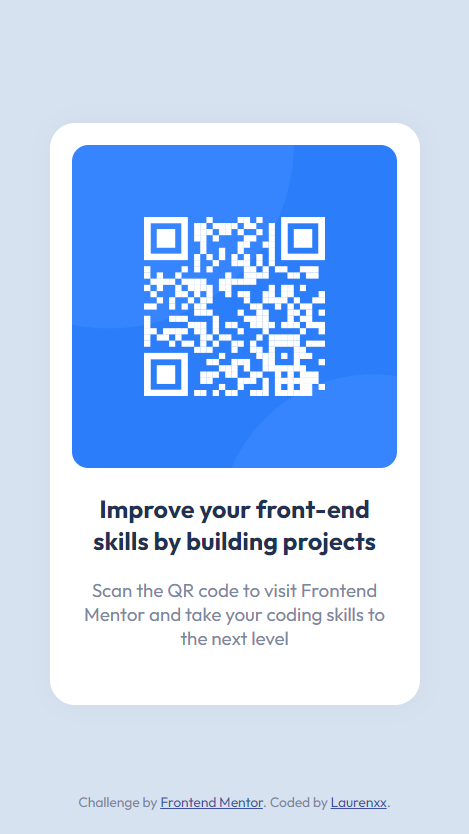 Improve your front-end
skills by building projects
Scan the QR code to visit Frontend
Mentor and take your coding skills to
the next level
Challenge by Frontend Mentor. Coded by Laurenxx.